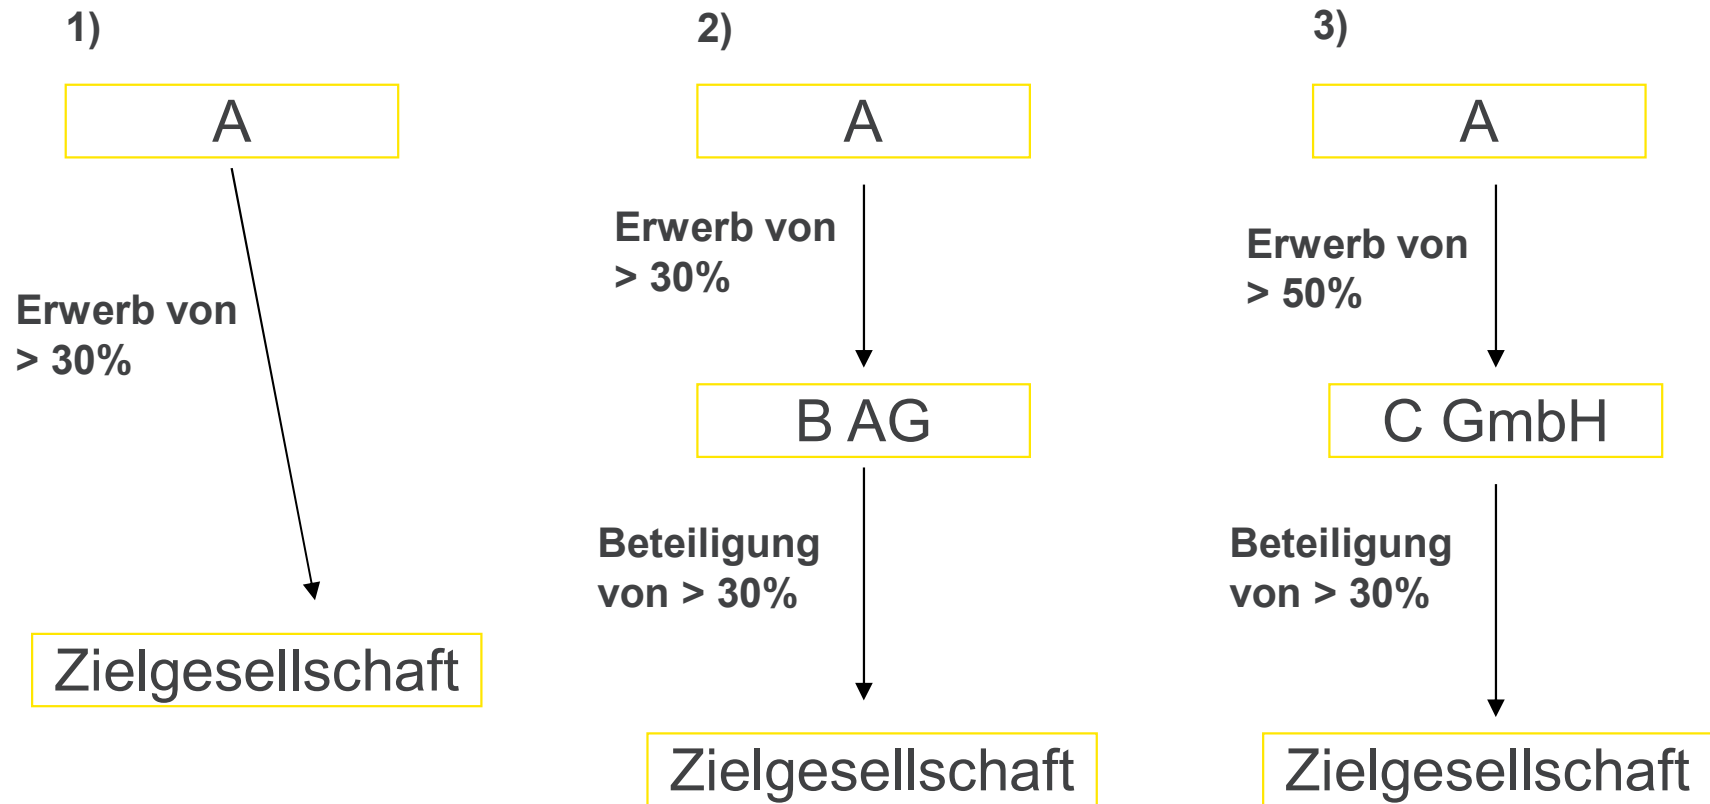 1)
A
Erwerb von
> 30%
Zielgesellschaft
2)
A
Erwerb von
> 30%
B AG
Beteiligung
von > 30%
Zielgesellschaft
3)
A
Erwerb von
> 50%
C GmbH
Beteiligung
von > 30%
Zielgesellschaft